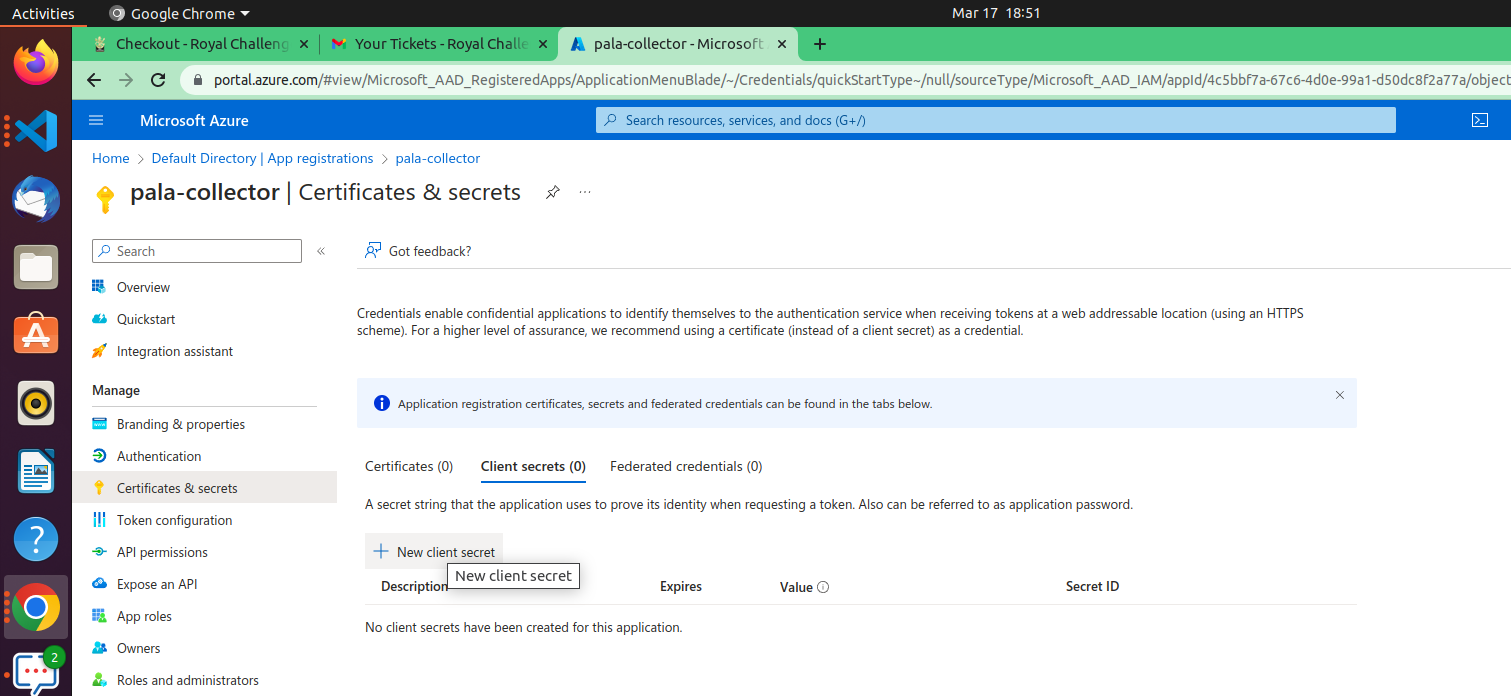 Activities Google Chrome Mar 17 18:51
Checkout - Royal Challeng Your Tickets - Royal Challe pala-collector - Microsoft A
portal.azure.com/#view/Microsoft_AAD_RegisteredApps/ApplicationMenuBlade/~/Credentials/quickStartType~/null/sourceType/Microsoft_AAD_IAM/appId/4c5bbf7a-67c6-4d0e-99a1-d50dc8f2a77a/object
Microsoft Azure Search resources, services, and docs (G+/)
Home > Default Directory | App registrations > pala-collector
pala-collector | Certificates & secrets ...
Search «
Overview
Quickstart
Integration assistant
Manage
Branding & properties
Authentication
Certificates & secrets
Token configuration
API permissions
Expose an API
App roles
Owners
Roles and administrators
Got feedback?
Credentials enable confidential applications to identify themselves to the authentication service when receiving tokens at a web addressable location (using an HTTPS
scheme). For a higher level of assurance, we recommend using a certificate (instead of a client secret) as a credential.
Application registration certificates, secrets and federated credentials can be found in the tabs below.
Certificates (0) Client secrets (0) Federated credentials (0)
A secret string that the application uses to prove its identity when requesting a token. Also can be referred to as application password.
New client secret
New client secret
Description Expires Value Secret ID
No client secrets have been created for this application.
2